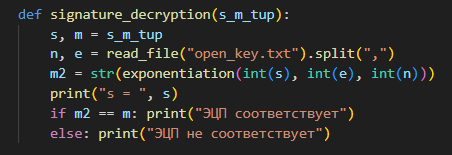 def signature_decryption(s_m_tup):
    s, m = s_m_tup
    n, e = read_file("open_key.txt").split(",")
    m2 = str(exponentiation(int(s), int(e), int(n)))
    print("s = ", s)
    if m2 == m: print("ЭЦП соответствует")
    else: print("ЭЦП не соответствует")